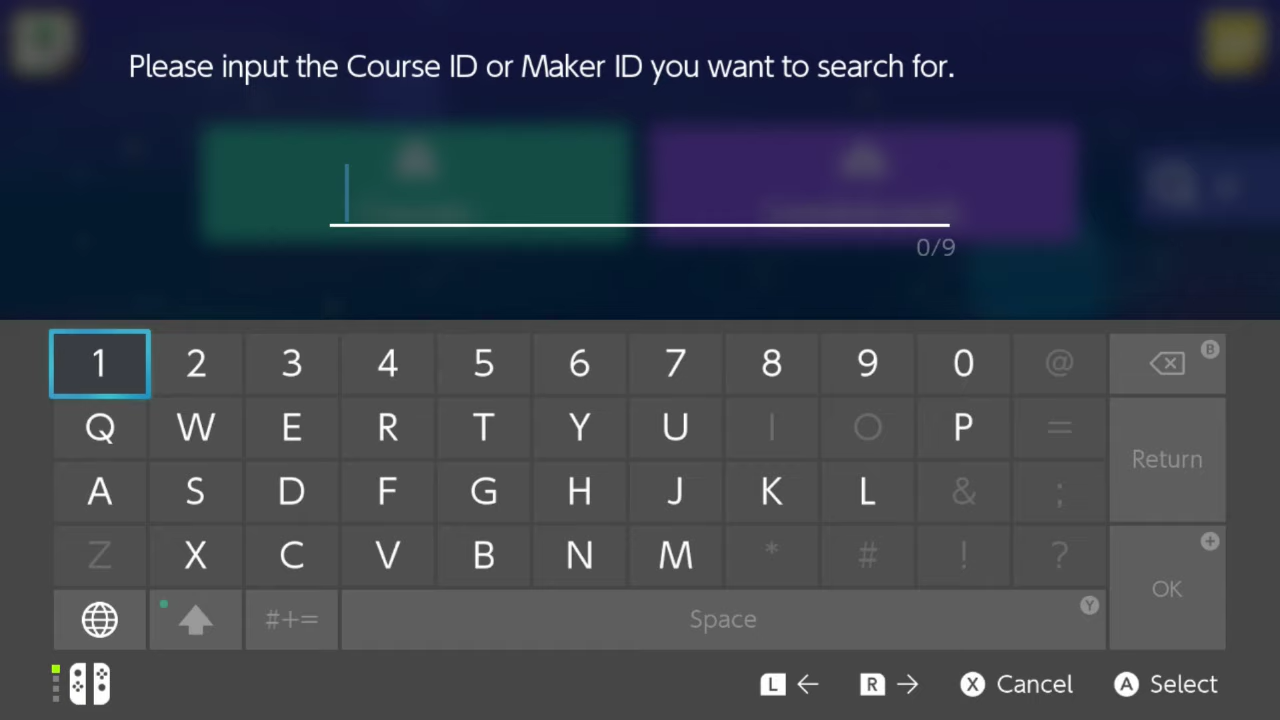 Please input the Course ID or Maker ID you want to search for.
0/9
1 2 3 4 5 6 7 8 9 0 @ B
Q W E R T Y U I O P = Return
A S D F G H J K L & ;
Z X C V B N M * # ! ? + OK
#+= Space Y
L ← R → X Cancel A Select